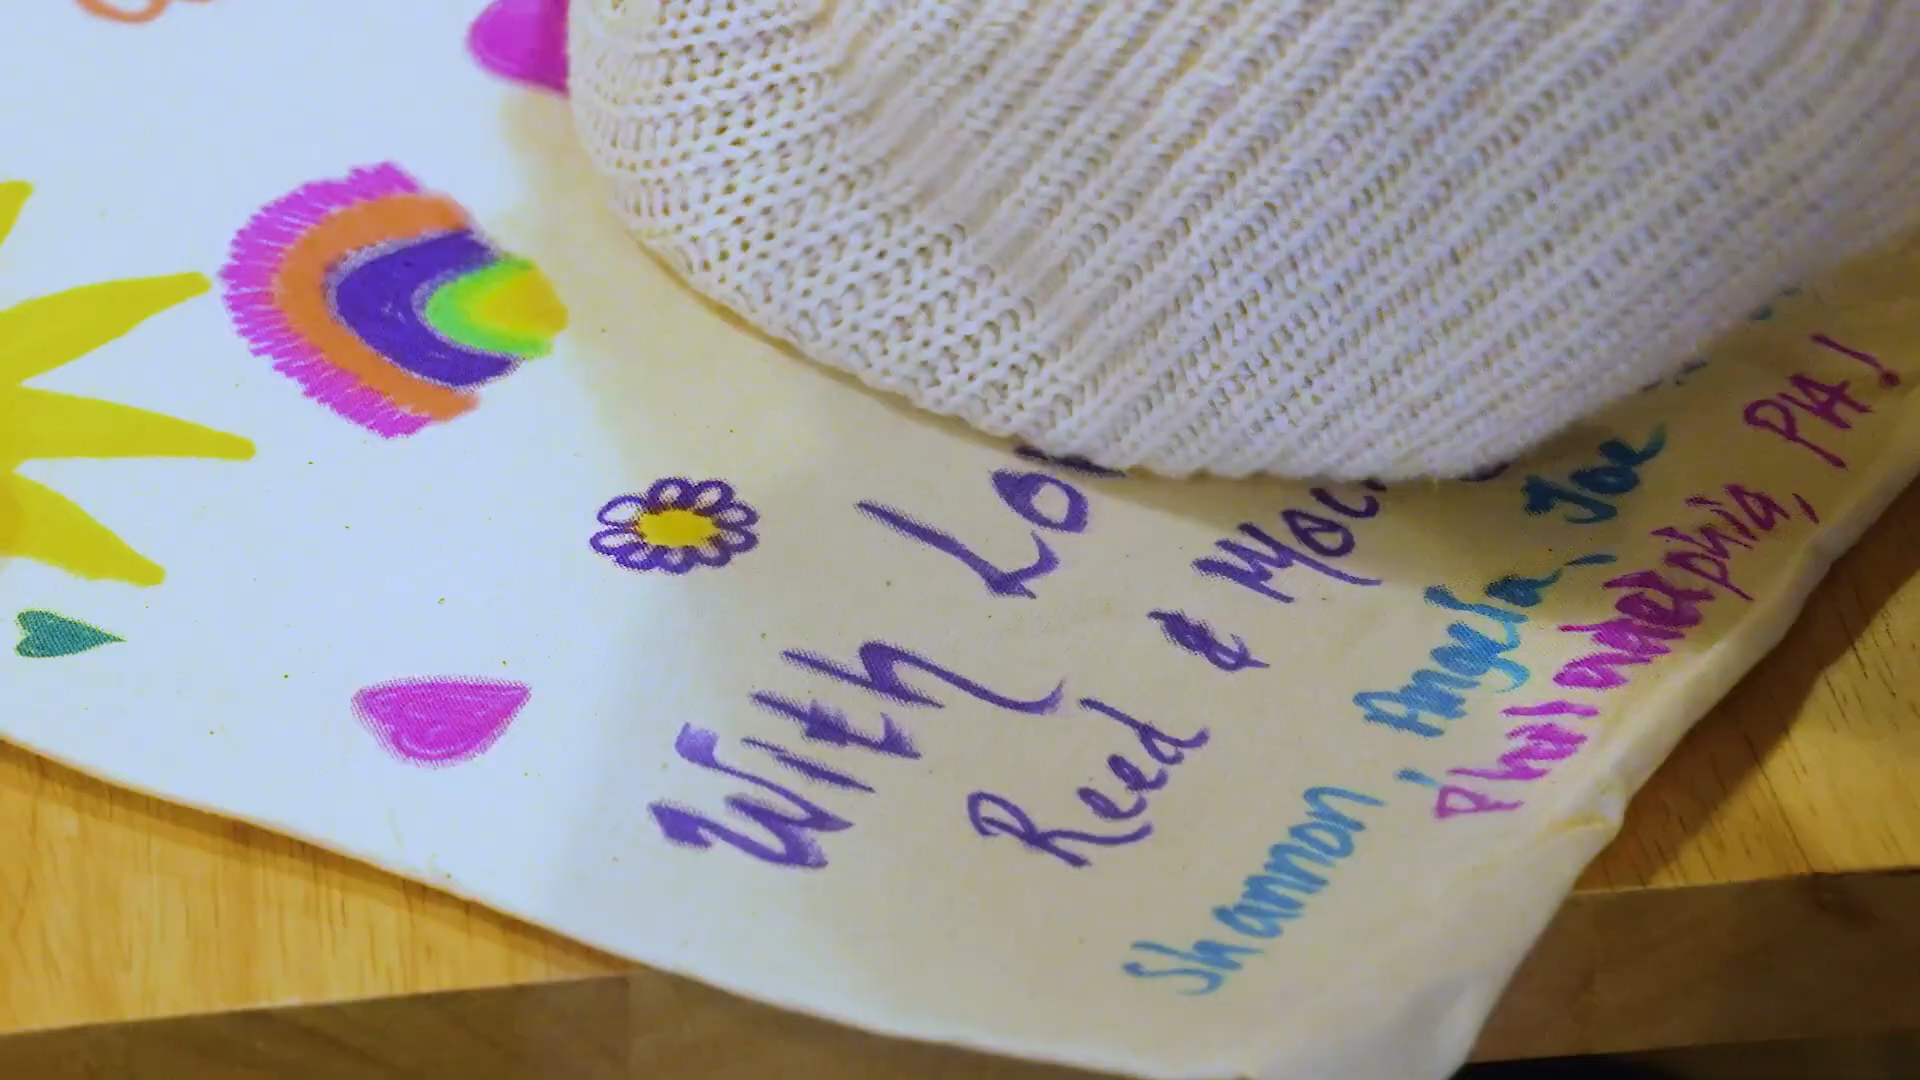 With Lo
Reed & Moc
Shannon, Angela, Joe
Philadelphia, PA!